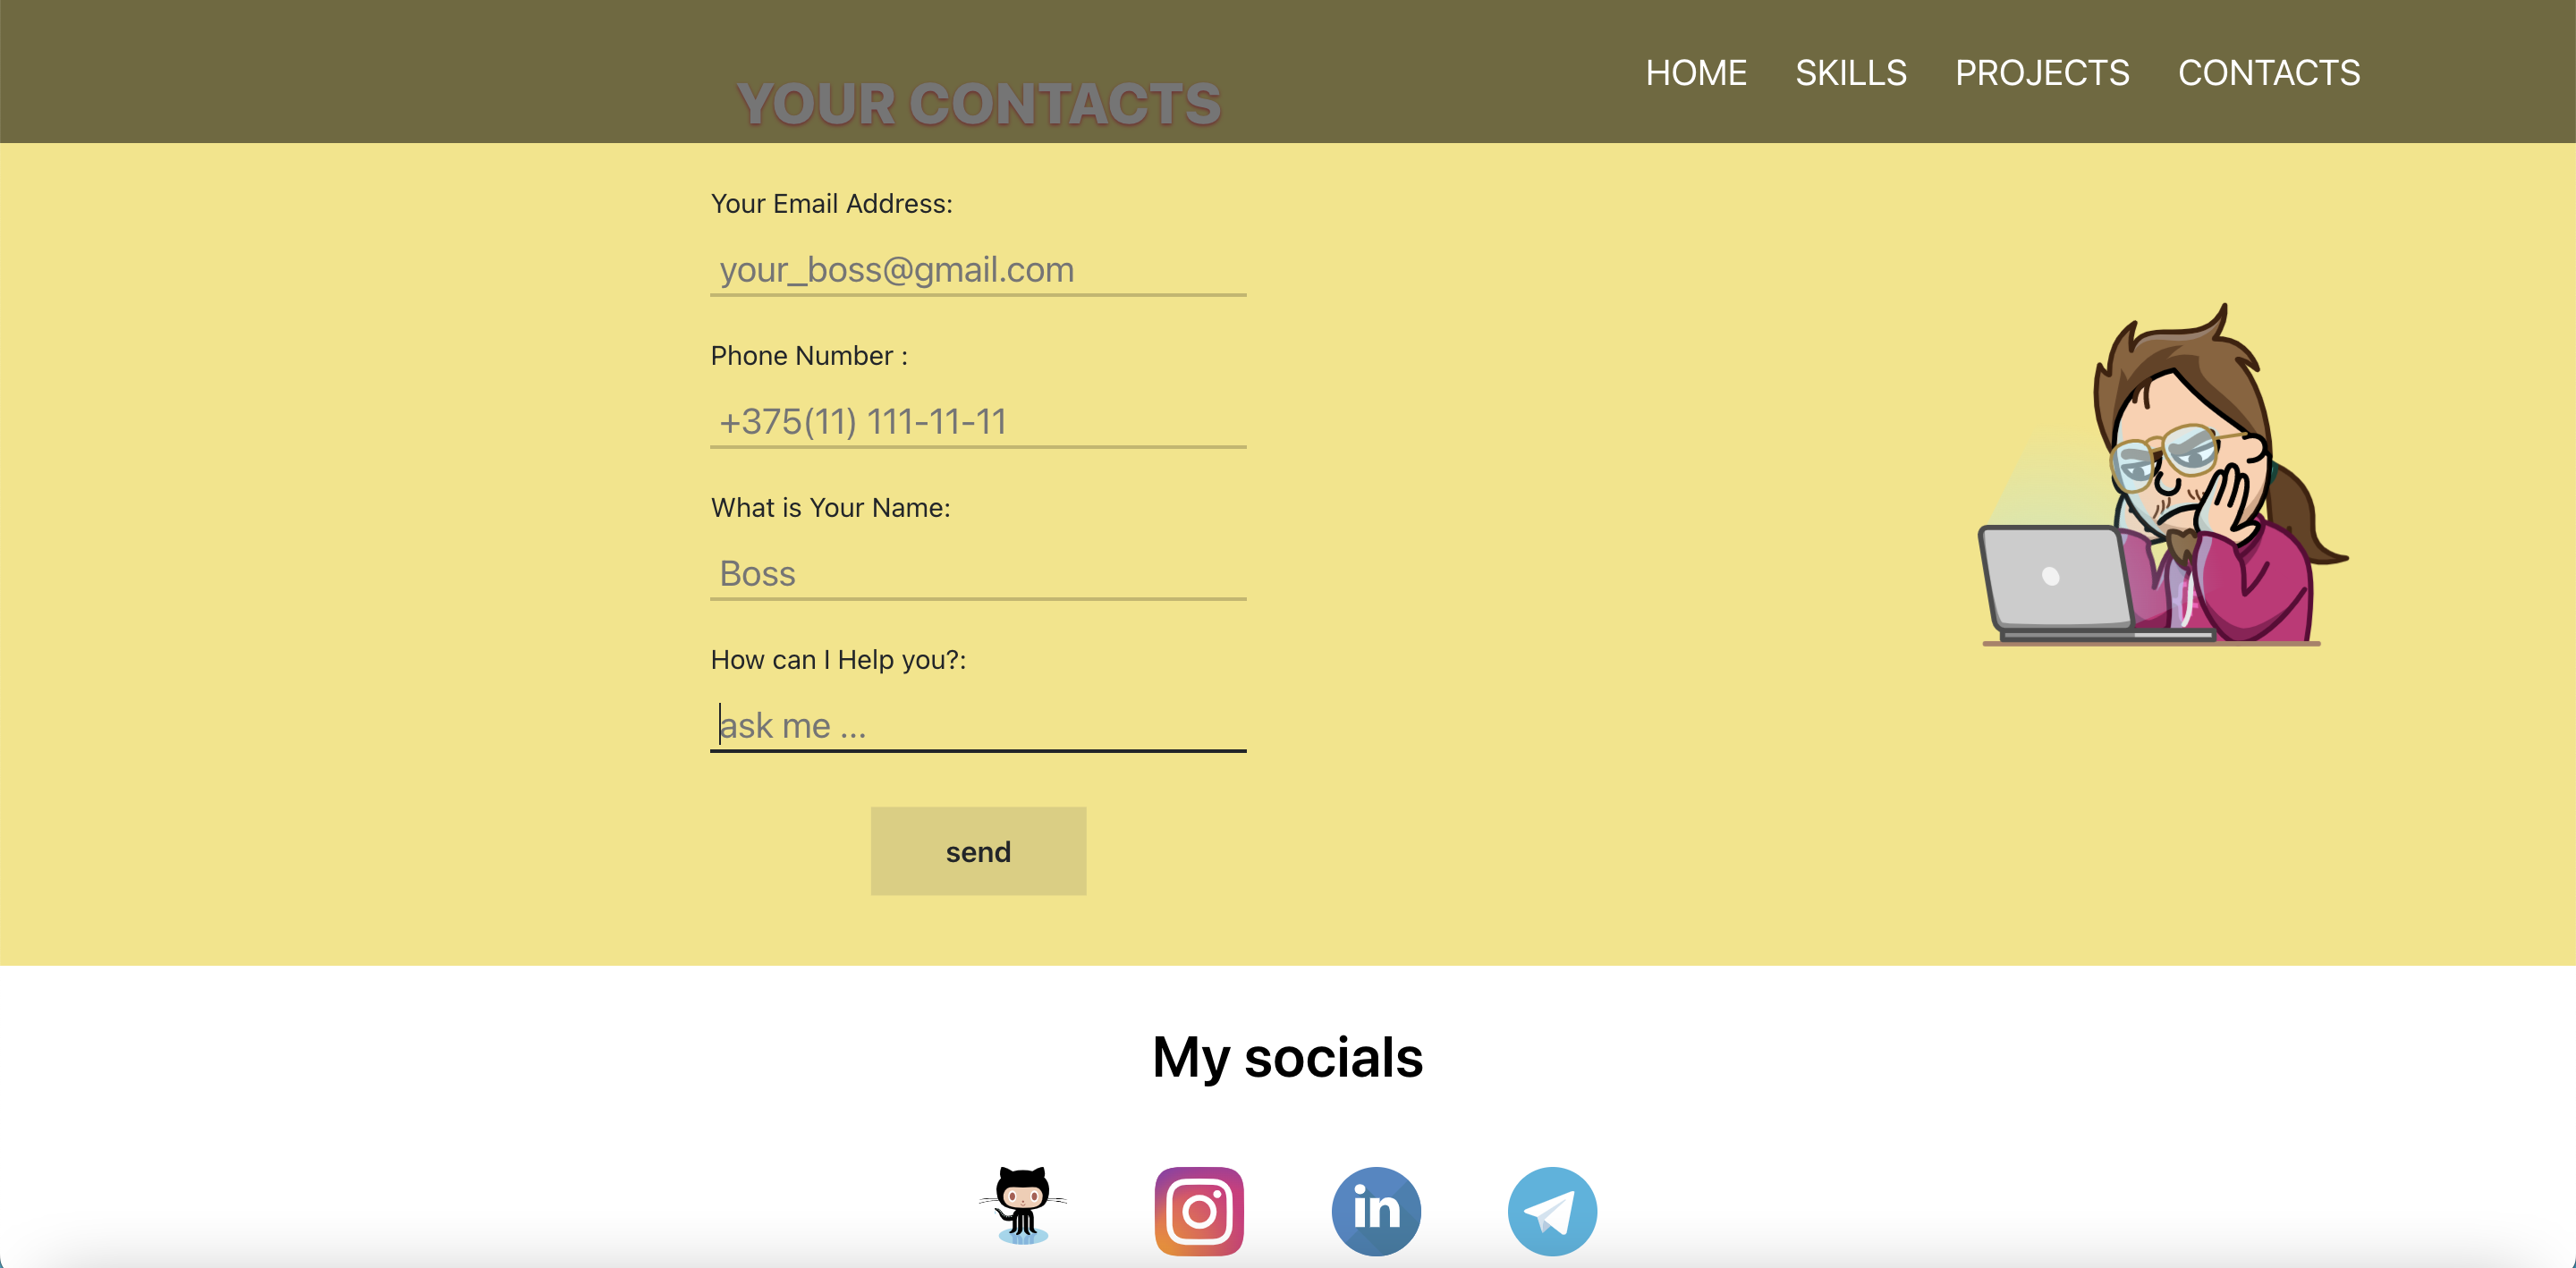 HOME SKILLS PROJECTS CONTACTS
YOUR CONTACTS
Your Email Address:
your_boss@gmail.com
Phone Number :
+375(11) 111-11-11
What is Your Name:
Boss
How can I Help you?:
ask me ...
send
My socials
in